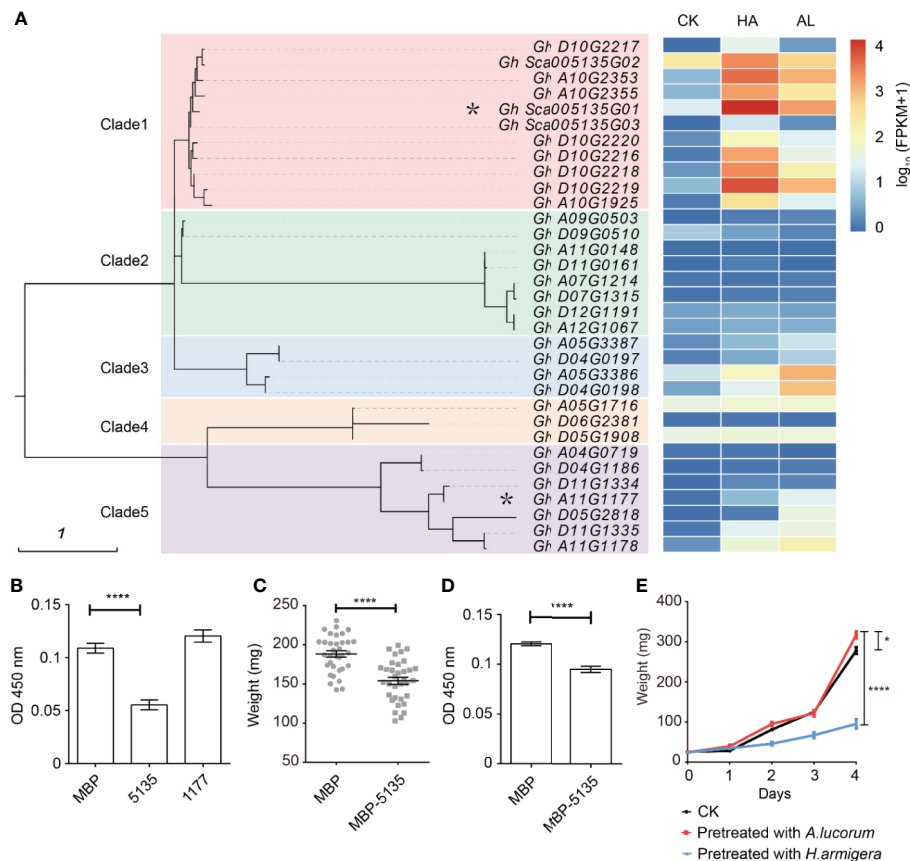 A
CK HA AL
Clade1
Clade2
Clade3
Clade4
Clade5
Gh D10G2217
Gh Sca005135G02
Gh A10G2353
Gh A10G2355
* Gh Sca005135G01
Gh Sca005135G03
Gh D10G2220
Gh D10G2216
Gh D10G2218
Gh D10G2219
Gh A10G1925
Gh A09G0503
Gh D09G0510
Gh A11G0148
Gh D11G0161
Gh A07G1214
Gh D07G1315
Gh D12G1191
Gh A12G1067
Gh A05G3387
Gh D04G0197
Gh A05G3386
Gh D04G0198
Gh A05G1716
Gh D06G2381
Gh D05G1908
Gh A04G0719
Gh D04G1186
Gh D11G1334
* Gh A11G1177
Gh D05G2818
Gh D11G1335
Gh A11G1178
1
4
3
2
1
0
log10 (FPKM+1)
B
OD 450 nm
0.15
0.1
0.05
0
****
MBP 5135 1177
C
Weight (mg)
250
200
150
100
50
****
MBP MBP-5135
D
OD 450 nm
0.15
0.1
0.05
0
****
MBP MBP-5135
E
Weight (mg)
400
300
200
100
0
*
****
0 1 2 3 4
Days
CK
Pretreated with A.lucorum
Pretreated with H.armigera